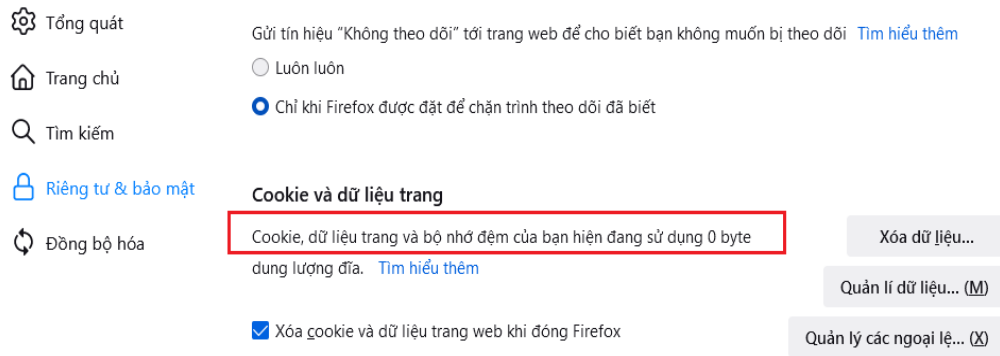 Tổng quát
Trang chủ
Tìm kiếm
Riêng tư & bảo mật
Đồng bộ hóa
Gửi tín hiệu “Không theo dõi” tới trang web để cho biết bạn không muốn bị theo dõi Tìm hiểu thêm
Luôn luôn
Chỉ khi Firefox được đặt để chặn trình theo dõi đã biết
Cookie và dữ liệu trang
Cookie, dữ liệu trang và bộ nhớ đệm của bạn hiện đang sử dụng 0 byte
dung lượng đĩa. Tìm hiểu thêm
Xóa cookie và dữ liệu trang web khi đóng Firefox
Xóa dữ liệu...
Quản lí dữ liệu... (M)
Quản lý các ngoại lệ... (X)